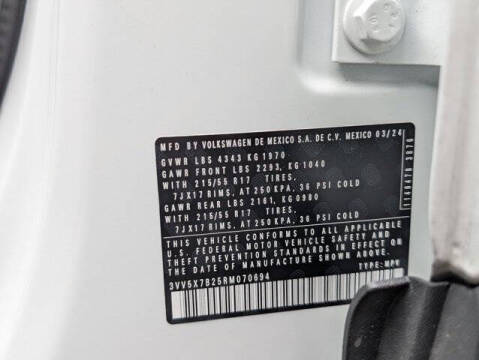 MFD BY VOLKSWAGEN DE MEXICO S.A. DE C.V. MEXICO 03/24
GVWR LBS 4343 KG 1970
GAWR FRONT LBS 2293, KG 1040
WITH 215/55 R17 TIRES.
7JX17 RIMS, AT 250 KPA, 36 PSI COLD
GAWR REAR LBS 2161, KG0980
WITH 215/55 R17 TIRES.
7JX17 RIMS, AT 250 KPA, 36 PSI COLD
THIS VEHICLE CONFORMS TO ALL APPLICABLE
U.S. FEDERAL MOTOR VEHICLE SAFETY AND
THEFT PREVENTION STANDARDS IN EFFECT ON
THE DATE OF MANUFACTURE SHOWN ABOVE.
3VV5X7B25RM070694
TYPE: MPV